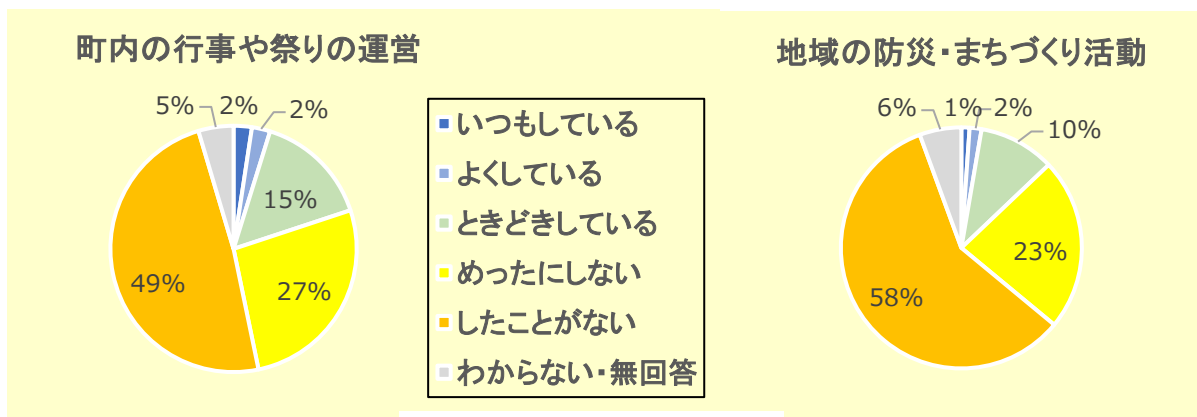 町内の行事や祭りの運営
5%
2%
2%
15%
27%
49%
いつもしている
よくしている
ときどきしている
めったにしない
したことがない
わからない・無回答
地域の防災・まちづくり活動
6%
1%
2%
10%
23%
58%